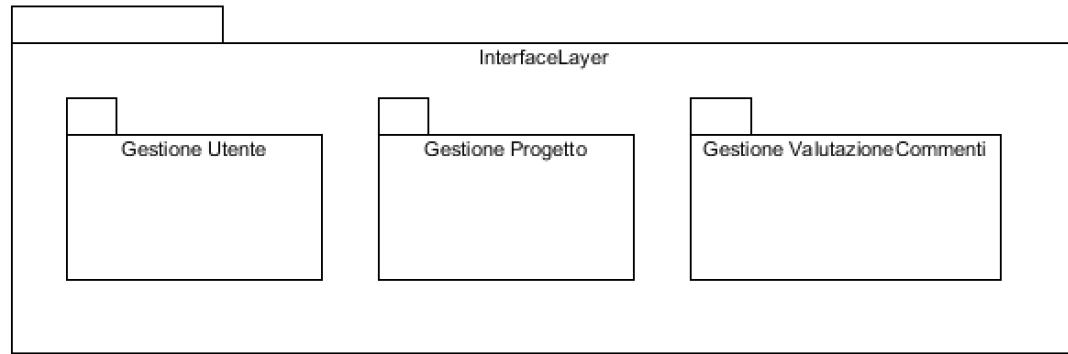 InterfaceLayer
Gestione Utente
Gestione Progetto
Gestione ValutazioneCommenti